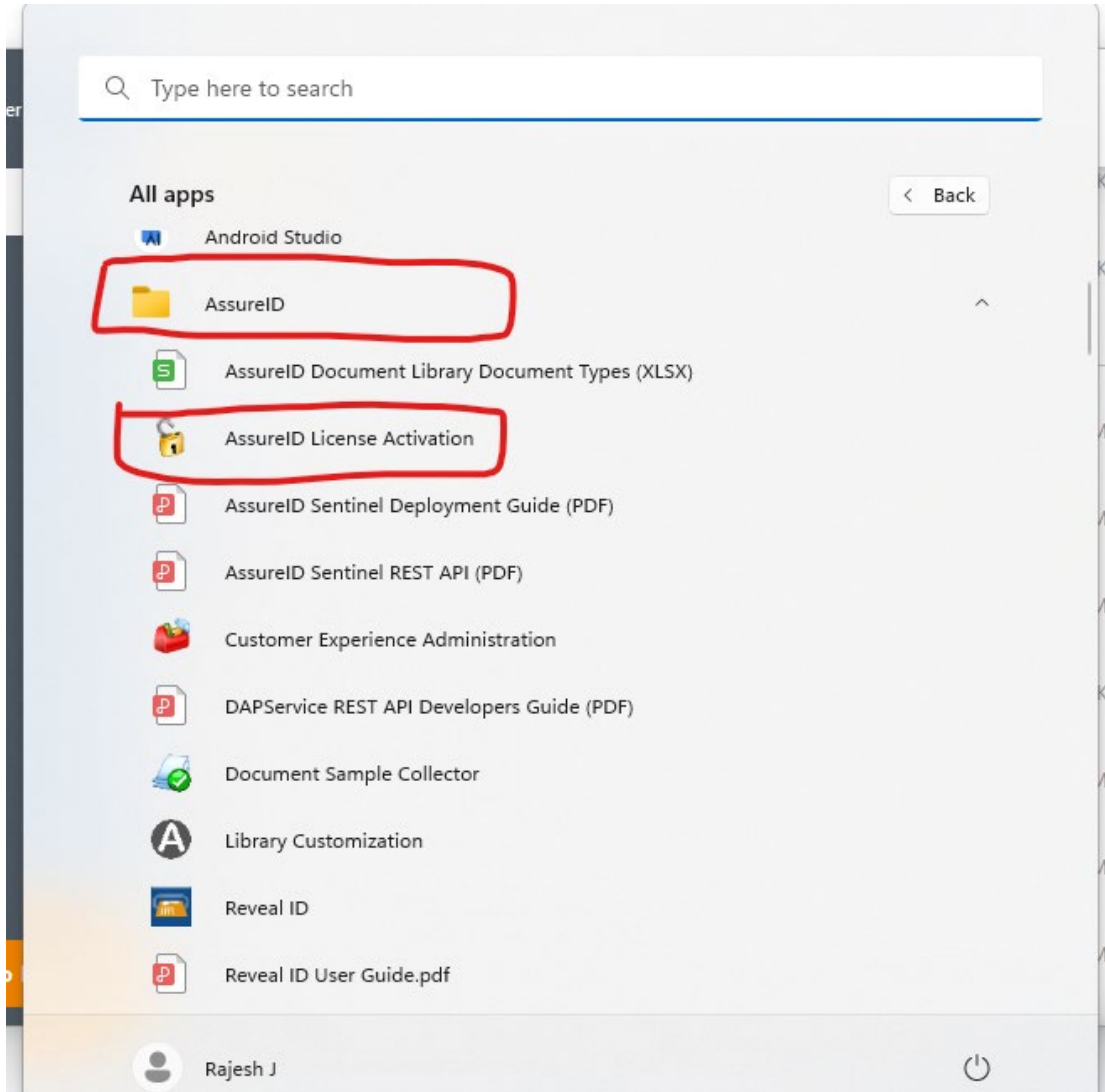 Type here to search
All apps
Back
Android Studio
AssureID
AssureID Document Library Document Types (XLSX)
AssureID License Activation
AssureID Sentinel Deployment Guide (PDF)
AssureID Sentinel REST API (PDF)
Customer Experience Administration
DAPService REST API Developers Guide (PDF)
Document Sample Collector
Library Customization
Reveal ID
Reveal ID User Guide.pdf
Rajesh J